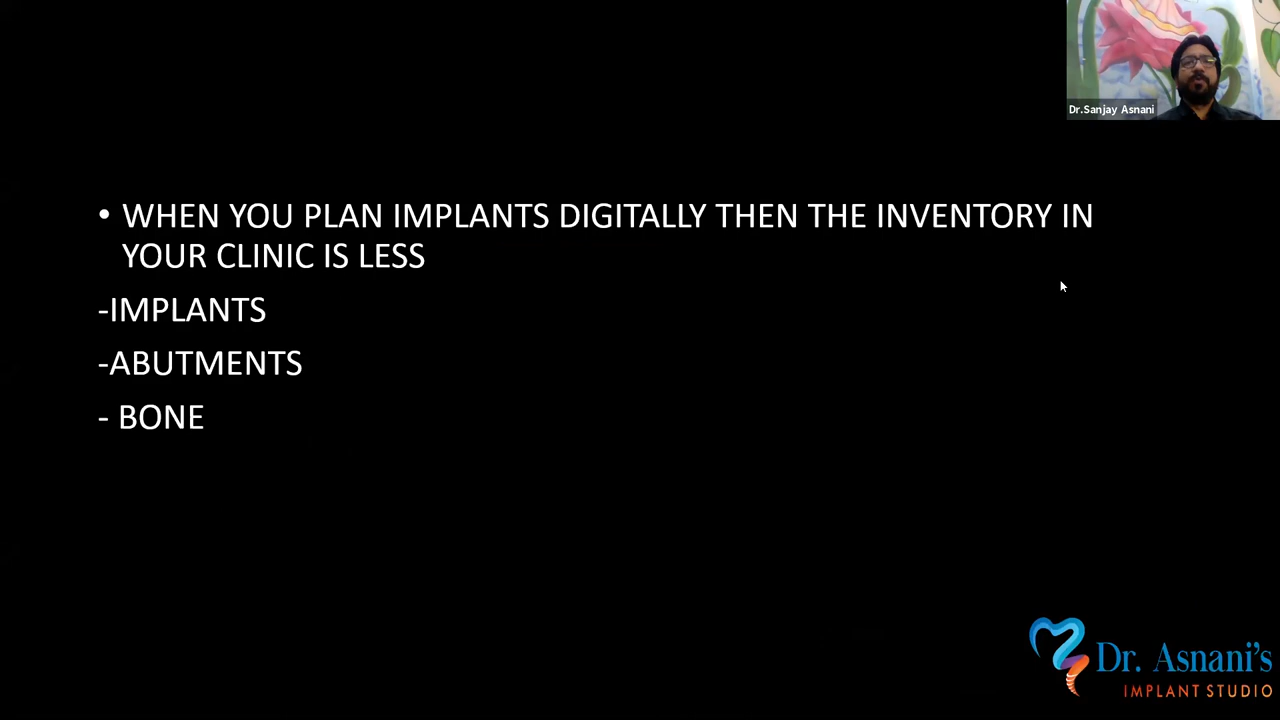 Dr.Sanjay Asnani
• WHEN YOU PLAN IMPLANTS DIGITALLY THEN THE INVENTORY IN
YOUR CLINIC IS LESS
-IMPLANTS
-ABUTMENTS
- BONE
Dr. Asnani's
IMPLANT STUDIO